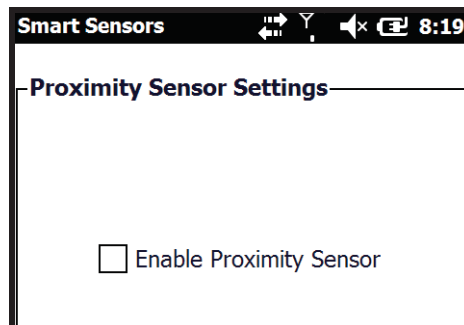 Smart Sensors 8:19
Proximity Sensor Settings
Enable Proximity Sensor